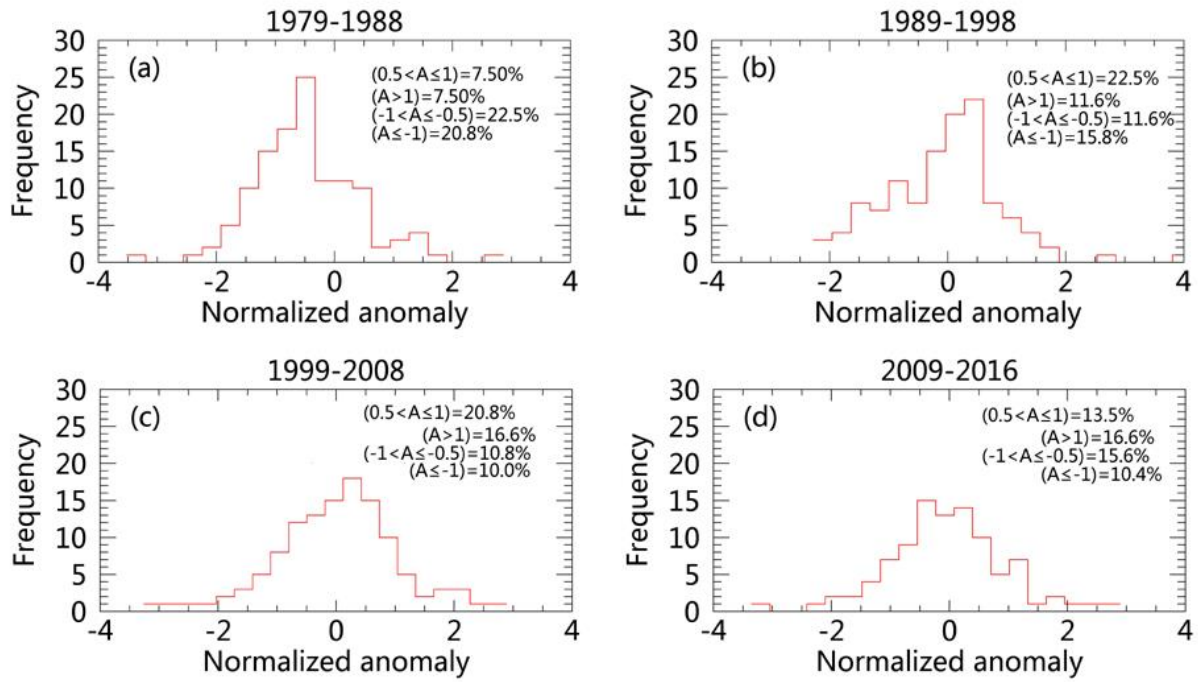 1979-1988
(a)
(0.5<A≤1)=7.50%
(A>1)=7.50%
(-1<A≤-0.5)=22.5%
(A≤-1)=20.8%
Frequency
30
25
20
15
10
5
0
-4 -2 0 2 4
Normalized anomaly
1989-1998
(b)
(0.5<A≤1)=22.5%
(A>1)=11.6%
(-1<A≤-0.5)=11.6%
(A≤-1)=15.8%
Frequency
30
25
20
15
10
5
0
-4 -2 0 2 4
Normalized anomaly
1999-2008
(c)
(0.5<A≤1)=20.8%
(A>1)=16.6%
(-1<A≤-0.5)=10.8%
(A≤-1)=10.0%
Frequency
30
25
20
15
10
5
0
-4 -2 0 2 4
Normalized anomaly
2009-2016
(d)
(0.5<A≤1)=13.5%
(A>1)=16.6%
(-1<A≤-0.5)=15.6%
(A≤-1)=10.4%
Frequency
30
25
20
15
10
5
0
-4 -2 0 2 4
Normalized anomaly